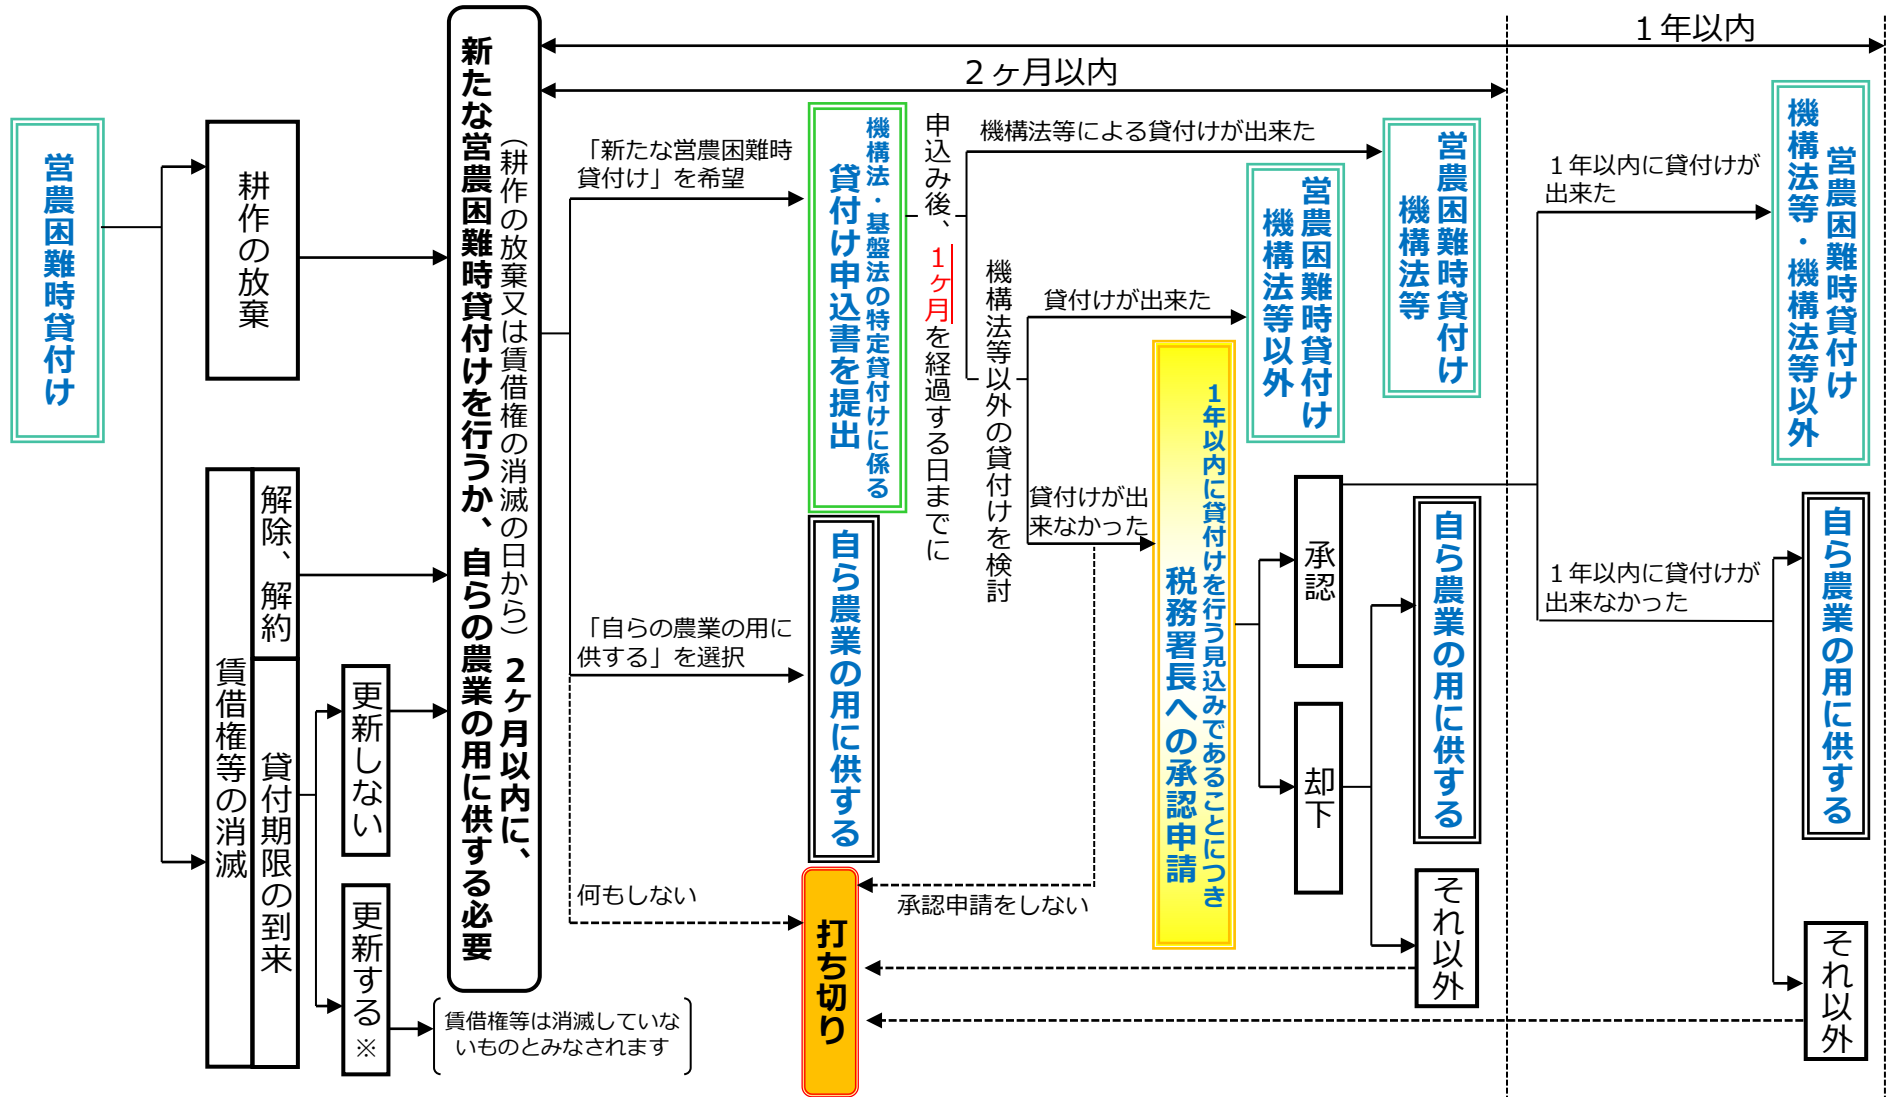 １年以内
２ヶ月以内
営農困難時貸付け
耕作の放棄
賃借権等の消滅
解除、解約
貸付期限の到来
更新しない
更新する※
賃借権等は消滅していな
いものとみなされます
（耕作の放棄又は賃借権の消滅の日から）２ケ月以内に、
新たな営農困難時貸付けを行うか、自らの農業の用に供する必要
「新たな営農困難時
貸付け」を希望
「自らの農業の用に
供する」を選択
何もしない
機構法・基盤法の特定貸付けに係る
貸付け申込書を提出
自ら農業の用に供する
打ち切り
申込み後、１ケ月を経過する日までに
機構法等による貸付けが出来た
機構法等以外の貸付けを検討
貸付けが出来た
貸付けが出
来なかった
承認申請をしない
１年以内に貸付けを行う見込みであることにつき
税務署長への承認申請
営農困難時貸付け
機構法等以外
営農困難時貸付け
機構法等
承認
却下
自ら農業の用に供する
それ以外
１年以内に貸付けが
出来た
１年以内に貸付けが
出来なかった
営農困難時貸付け
機構法等・機構法等以外
自ら農業の用に供する
それ以外